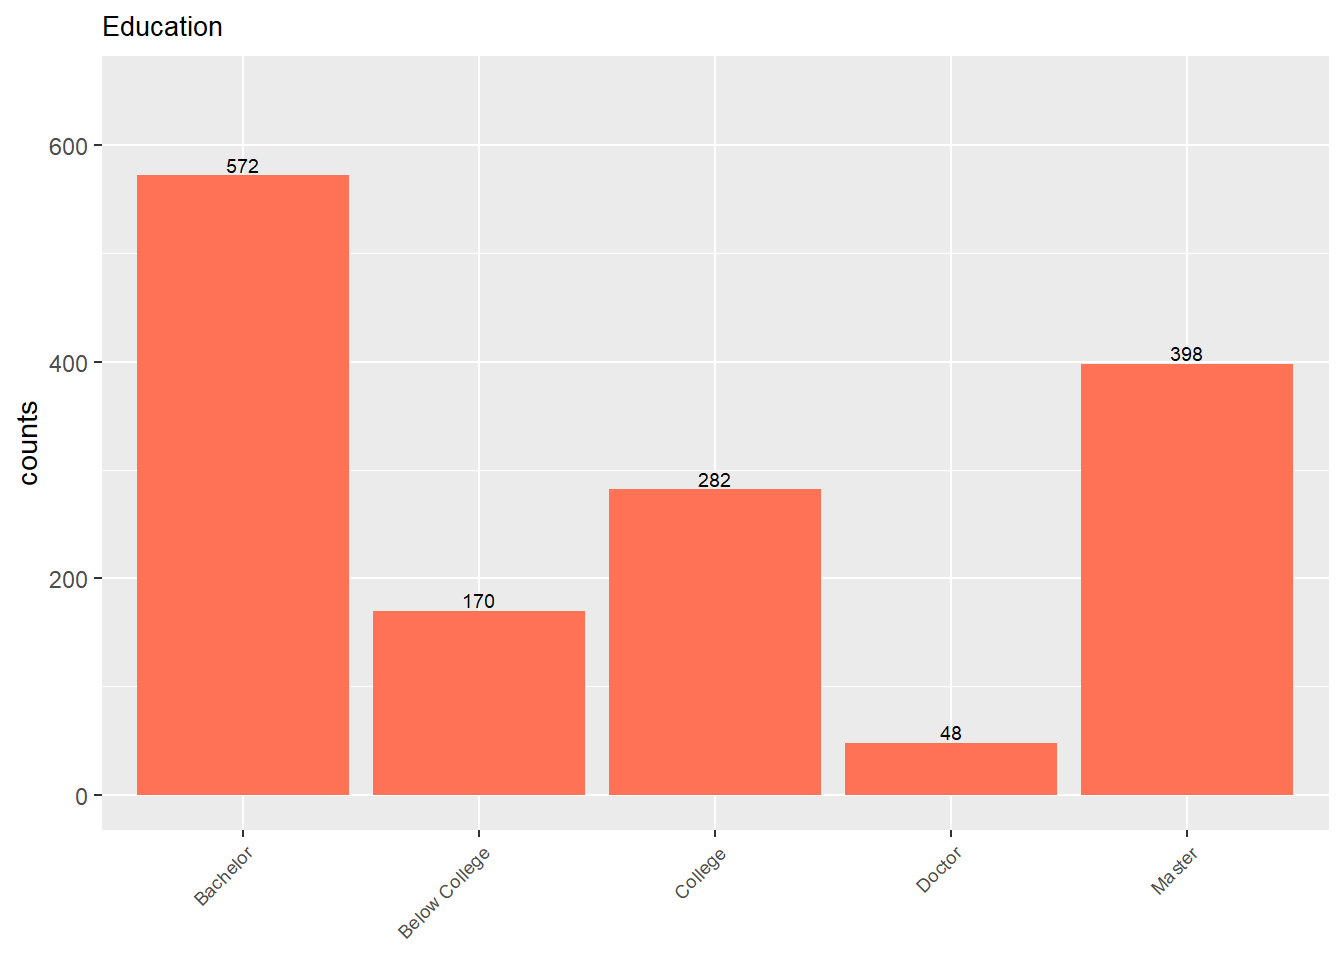 Education
counts
600
400
200
0
572
170
282
48
398
Bachelor
Below College
College
Doctor
Master